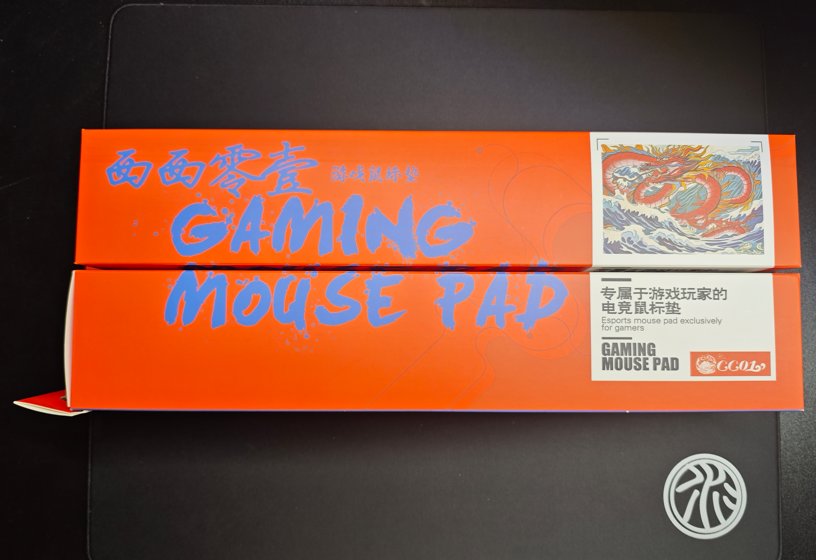 西西零壹 游戏鼠标垫
GAMING
MOUSE PAD
专属于游戏玩家的
电竞鼠标垫
Esports mouse pad exclusively
for gamers
GAMING
MOUSE PAD
CC01